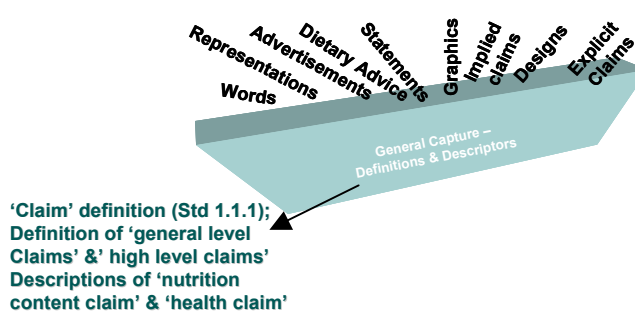 Words
Representations
Advertisements
Dietary Advice
Statements
Graphics
Implied
claims
Designs
Explicit
Claims
General Capture –
Definitions & Descriptors
‘Claim’ definition (Std 1.1.1);
Definition of ‘general level
Claims’ &’ high level claims’
Descriptions of ‘nutrition
content claim’ & ‘health claim’